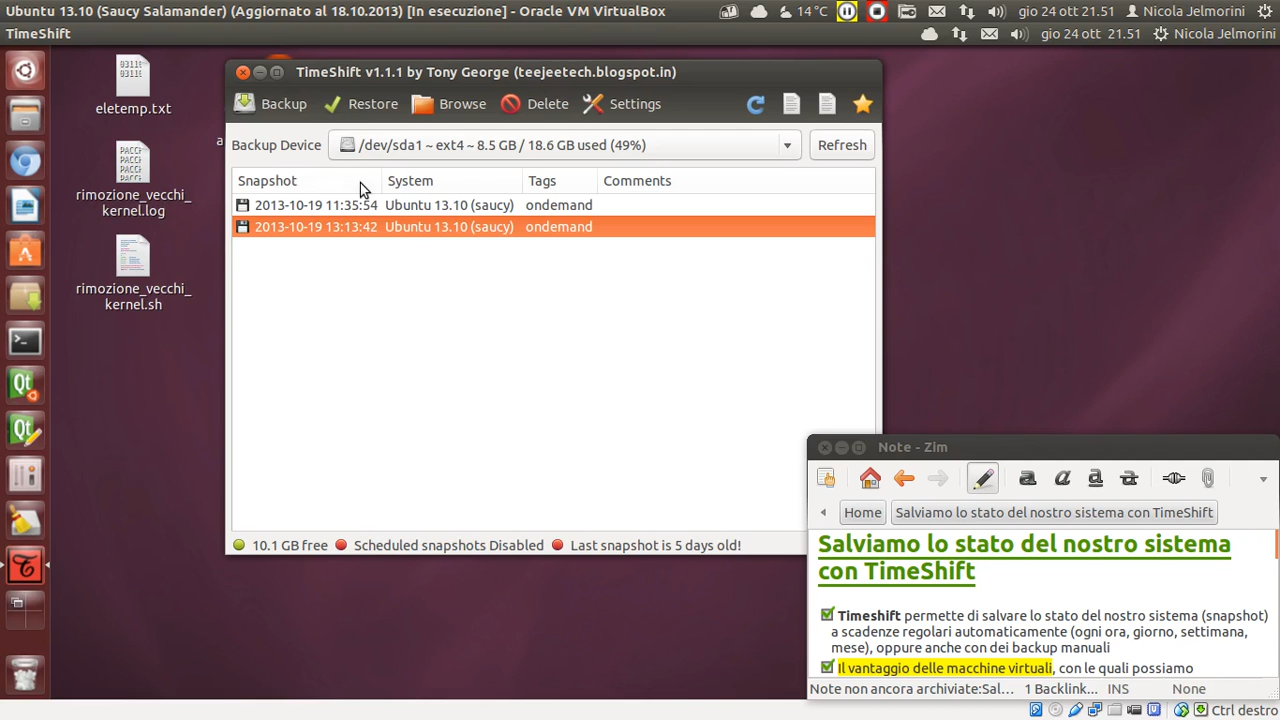 Ubuntu 13.10 (Saucy Salamander) (Aggiornato al 18.10.2013) [In esecuzione] - Oracle VM VirtualBox
14 °C
gio 24 ott 21.51
Nicola Jelmorini
TimeShift
gio 24 ott 21.51
Nicola Jelmorini
eletemp.txt
rimozione_vecchi_
kernel.log
rimozione_vecchi_
kernel.sh
TimeShift v1.1.1 by Tony George (teejeetech.blogspot.in)
Backup Restore Browse Delete Settings
Backup Device /dev/sda1 ~ ext4 ~ 8.5 GB / 18.6 GB used (49%) Refresh
Snapshot System Tags Comments
2013-10-19 11:35:54 Ubuntu 13.10 (saucy) ondemand
2013-10-19 13:13:42 Ubuntu 13.10 (saucy) ondemand
10.1 GB free Scheduled snapshots Disabled Last snapshot is 5 days old!
Note - Zim
Home Salviamo lo stato del nostro sistema con TimeShift
Salviamo lo stato del nostro sistema
con TimeShift
Timeshift permette di salvare lo stato del nostro sistema (snapshot)
a scadenze regolari automaticamente (ogni ora, giorno, settimana,
mese), oppure anche con dei backup manuali
Il vantaggio delle macchine virtuali, con le quali possiamo
Note non ancora archiviate:Sal... 1 Backlink... INS None
Ctrl destro